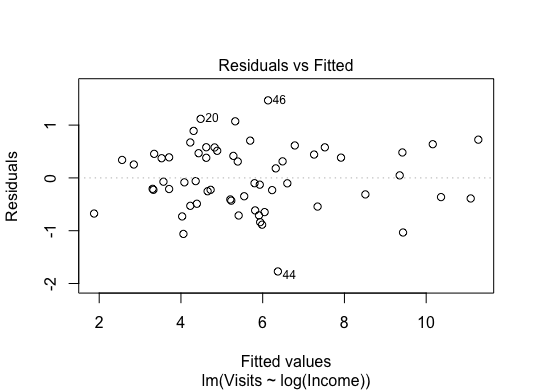 Residuals vs Fitted
46
20
44
Residuals
1
0
-1
-2
2 4 6 8 10
Fitted values
lm(Visits ~ log(Income))